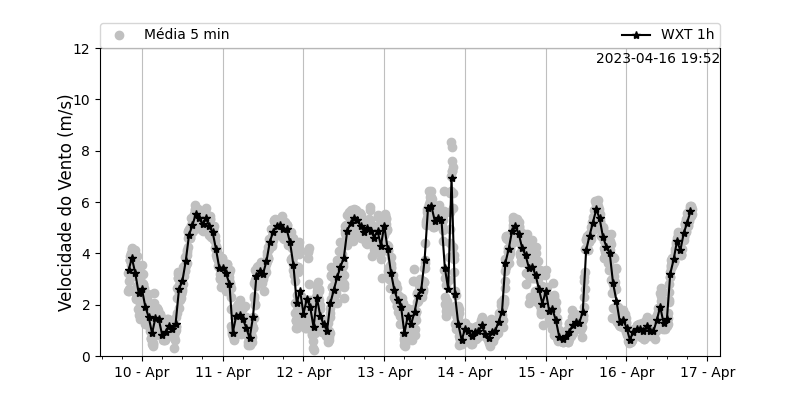 Média 5 min
WXT 1h
2023-04-16 19:52
Velocidade do Vento (m/s)
12
10
8
6
4
2
0
10 - Apr 11 - Apr 12 - Apr 13 - Apr 14 - Apr 15 - Apr 16 - Apr 17 - Apr